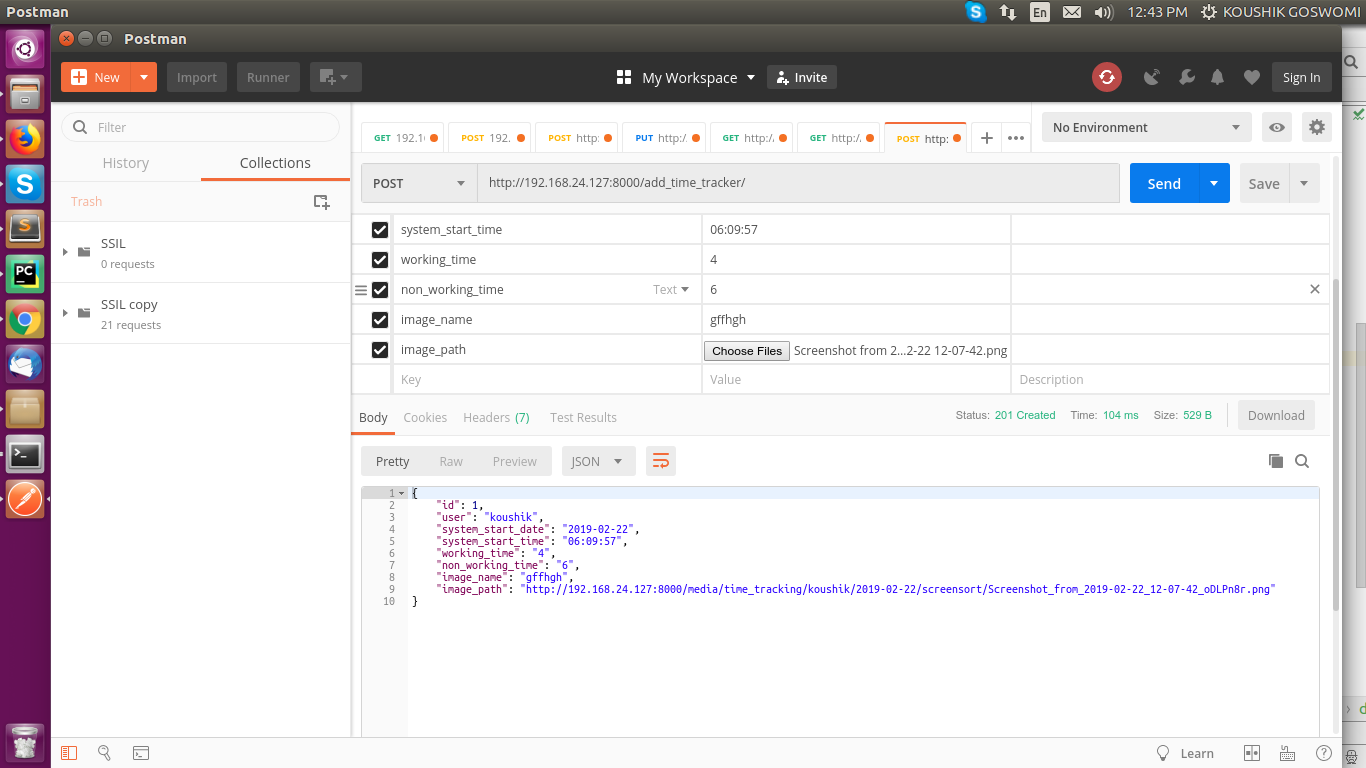 Postman En 12:43 PM KOUSHIK GOSWOMI
Postman
New Import Runner My Workspace Invite Sign In
Filter
History Collections
Trash
SSIL
0 requests
SSIL copy
21 requests
GET 192.1 POST 192. POST http: PUT http:/. GET http:/. GET http:/. POST http: No Environment
POST http://192.168.24.127:8000/add_time_tracker/ Send Save
system_start_time 06:09:57
working_time 4
non_working_time Text 6
image_name gffhgh
image_path Choose Files Screenshot from 2...2-22 12-07-42.png
Key Value Description
Body Cookies Headers (7) Test Results Status: 201 Created Time: 104 ms Size: 529 B Download
Pretty Raw Preview JSON
1 {
2 "id": 1,
3 "user": "koushik",
4 "system_start_date": "2019-02-22",
5 "system_start_time": "06:09:57",
6 "working_time": "4",
7 "non_working_time": "6",
8 "image_name": "gffhgh",
9 "image_path": "http://192.168.24.127:8000/media/time_tracking/koushik/2019-02-22/screensort/Screenshot_from_2019-02-22_12-07-42_oDLPn8r.png"
10 }
Learn